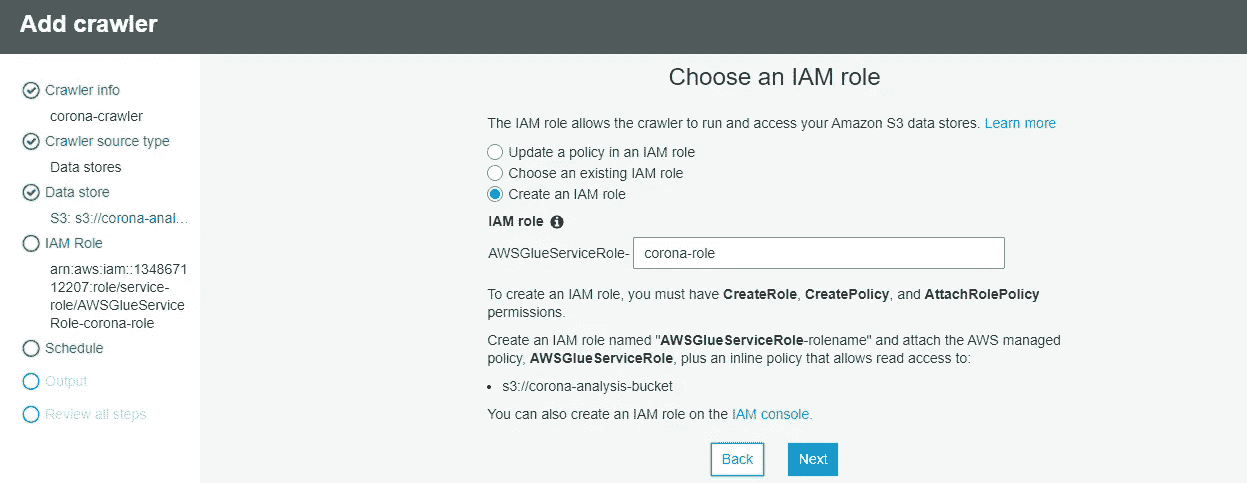 Add crawler
Crawler info
corona-crawler
Crawler source type
Data stores
Data store
S3: s3://corona-anal...
IAM Role
arn:aws:iam::1348671
12207:role/service-
role/AWSGlueService
Role-corona-role
Schedule
Output
Review all steps
Choose an IAM role
The IAM role allows the crawler to run and access your Amazon S3 data stores. Learn more
Update a policy in an IAM role
Choose an existing IAM role
Create an IAM role
IAM role
AWSGlueServiceRole- corona-role
To create an IAM role, you must have CreateRole, CreatePolicy, and AttachRolePolicy
permissions.
Create an IAM role named "AWSGlueServiceRole-rolename" and attach the AWS managed
policy, AWSGlueServiceRole, plus an inline policy that allows read access to:
• s3://corona-analysis-bucket
You can also create an IAM role on the IAM console.
Back Next